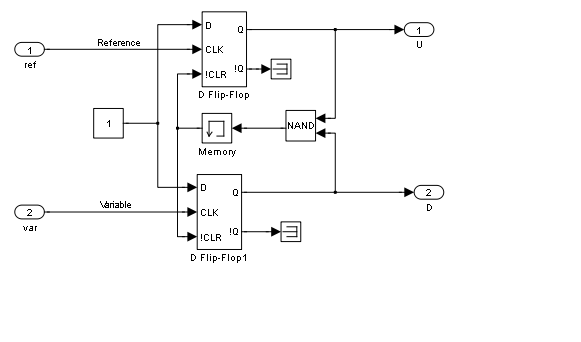 D
Q
1
U
Reference
1
ref
CLK
!Q
!CLR
D Flip-Flop
1
NAND
Memory
D
Q
2
D
Variable
2
var
CLK
!Q
!CLR
D Flip-Flop1